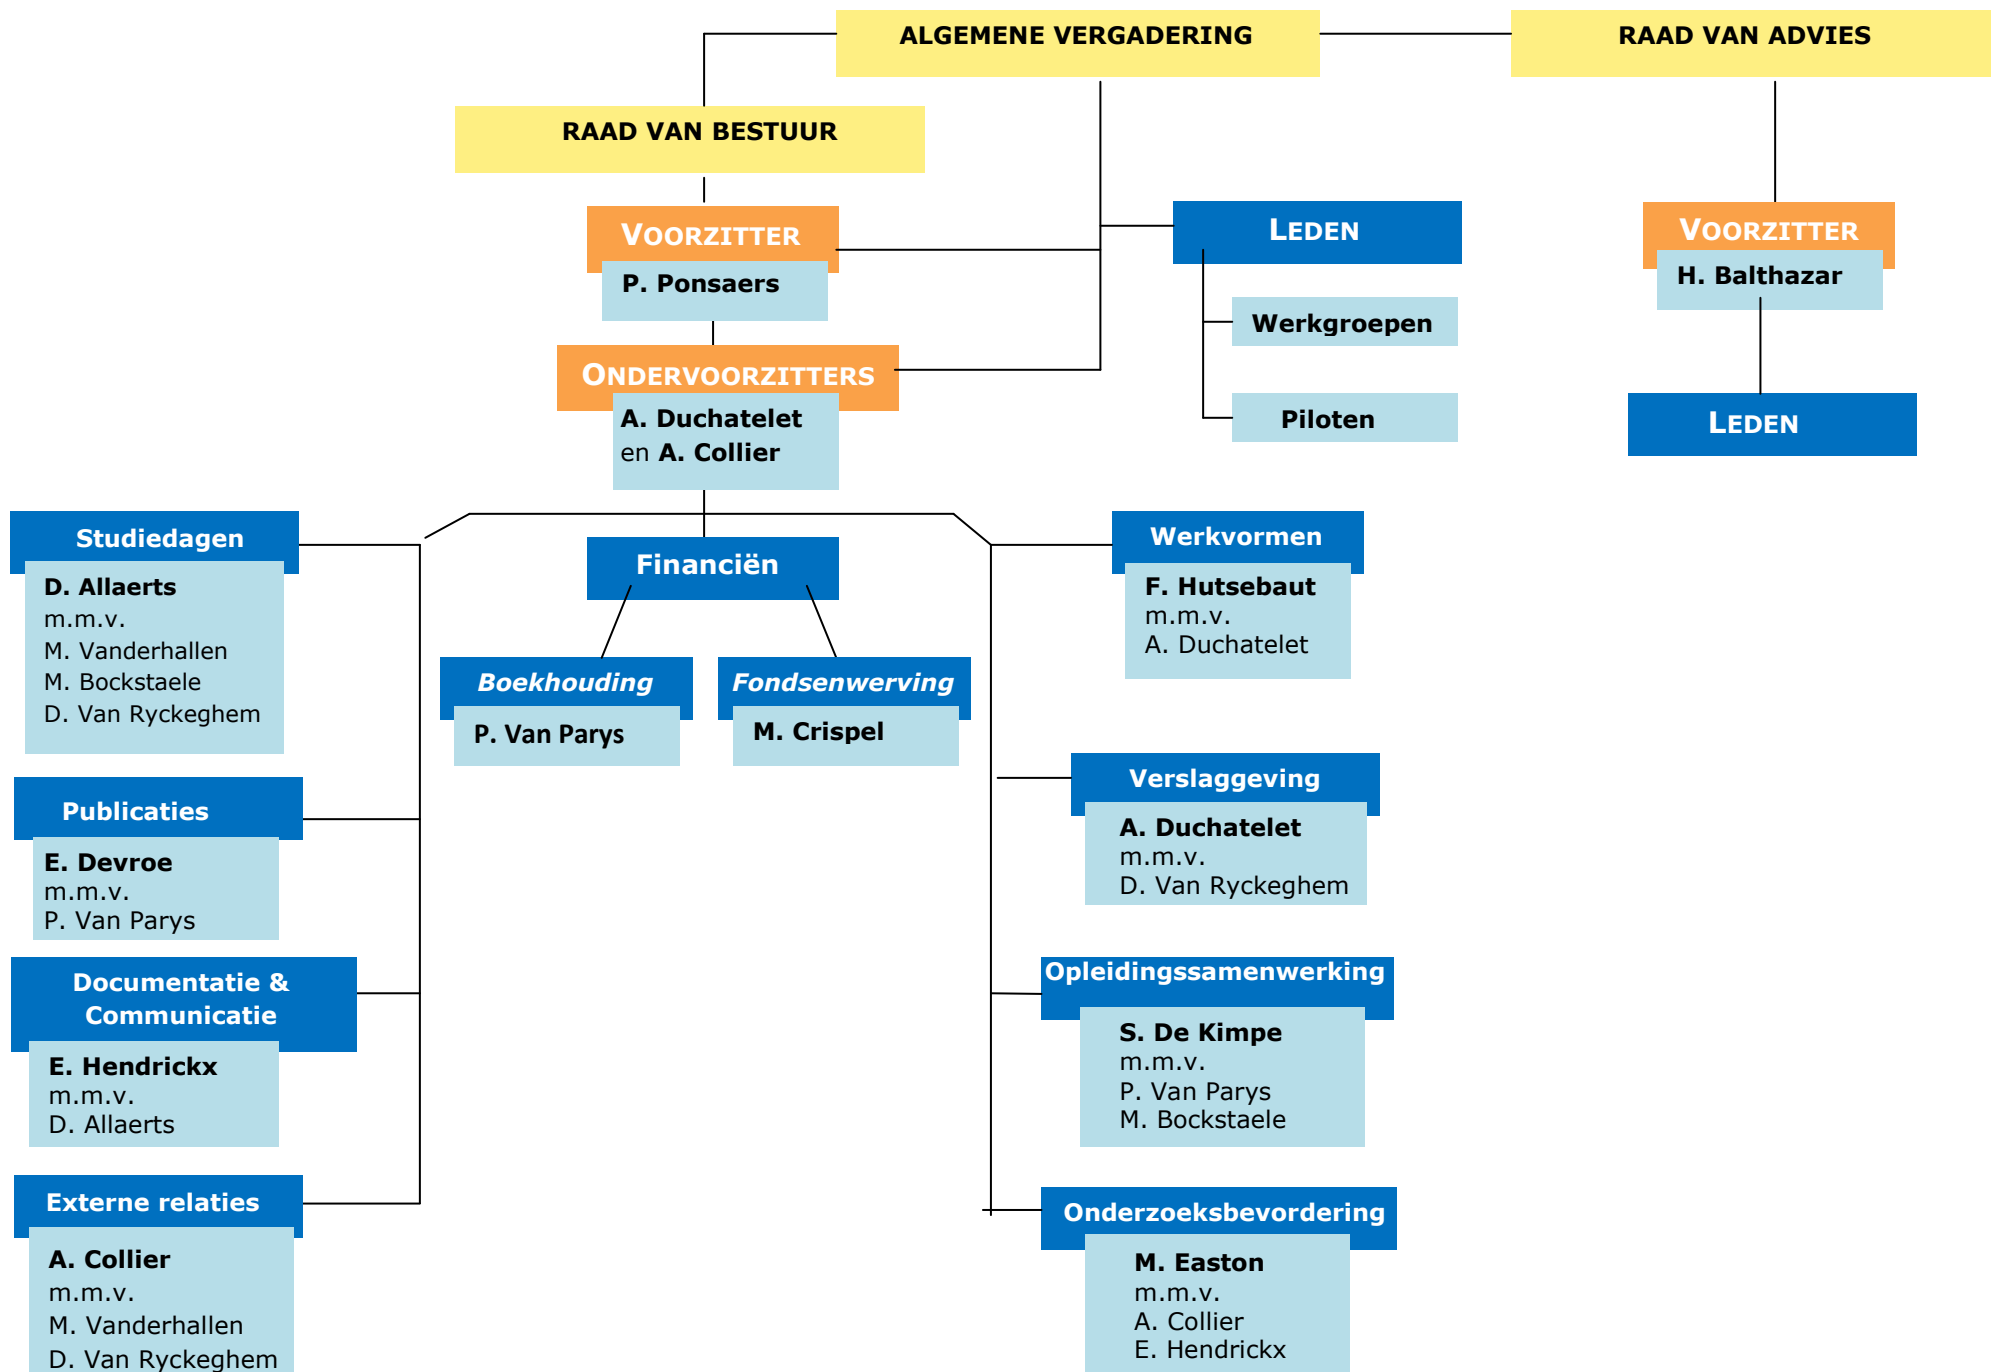 ALGEMENE VERGADERING
RAAD VAN ADVIES
RAAD VAN BESTUUR
VOORZITTER
P. Ponsaers
LEDEN
Werkgroepen
Piloten
VOORZITTER
H. Balthazar
LEDEN
ONDERVOORZITTERS
A. Duchatelet
en A. Collier
Studiedagen
D. Allaerts
m.m.v.
M. Vanderhallen
M. Bockstaele
D. Van Ryckeghem
Publicaties
E. Devroe
m.m.v.
P. Van Parys
Documentatie &
Communicatie
E. Hendrickx
m.m.v.
D. Allaerts
Externe relaties
A. Collier
m.m.v.
M. Vanderhallen
D. Van Ryckeghem
Financiën
Boekhouding
P. Van Parys
Fondsenwerving
M. Crispel
Werkvormen
F. Hutsebaut
m.m.v.
A. Duchatelet
Verslaggeving
A. Duchatelet
m.m.v.
D. Van Ryckeghem
Opleidingssamenwerking
S. De Kimpe
m.m.v.
P. Van Parys
M. Bockstaele
Onderzoeksbevordering
M. Easton
m.m.v.
A. Collier
E. Hendrickx